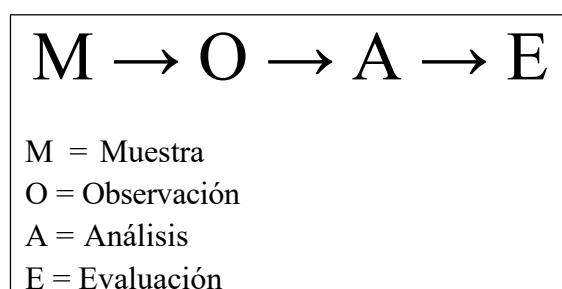 M → O → A → E
M = Muestra
O = Observación
A = Análisis
E = Evaluación